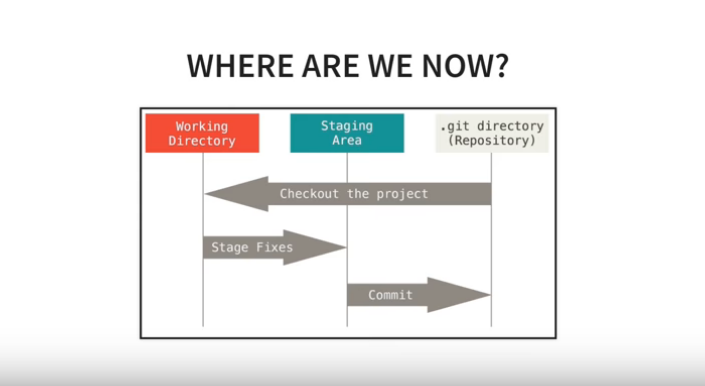 WHERE ARE WE NOW?
Working
Directory
Staging
Area
.git directory
(Repository)
Checkout the project
Stage Fixes
Commit